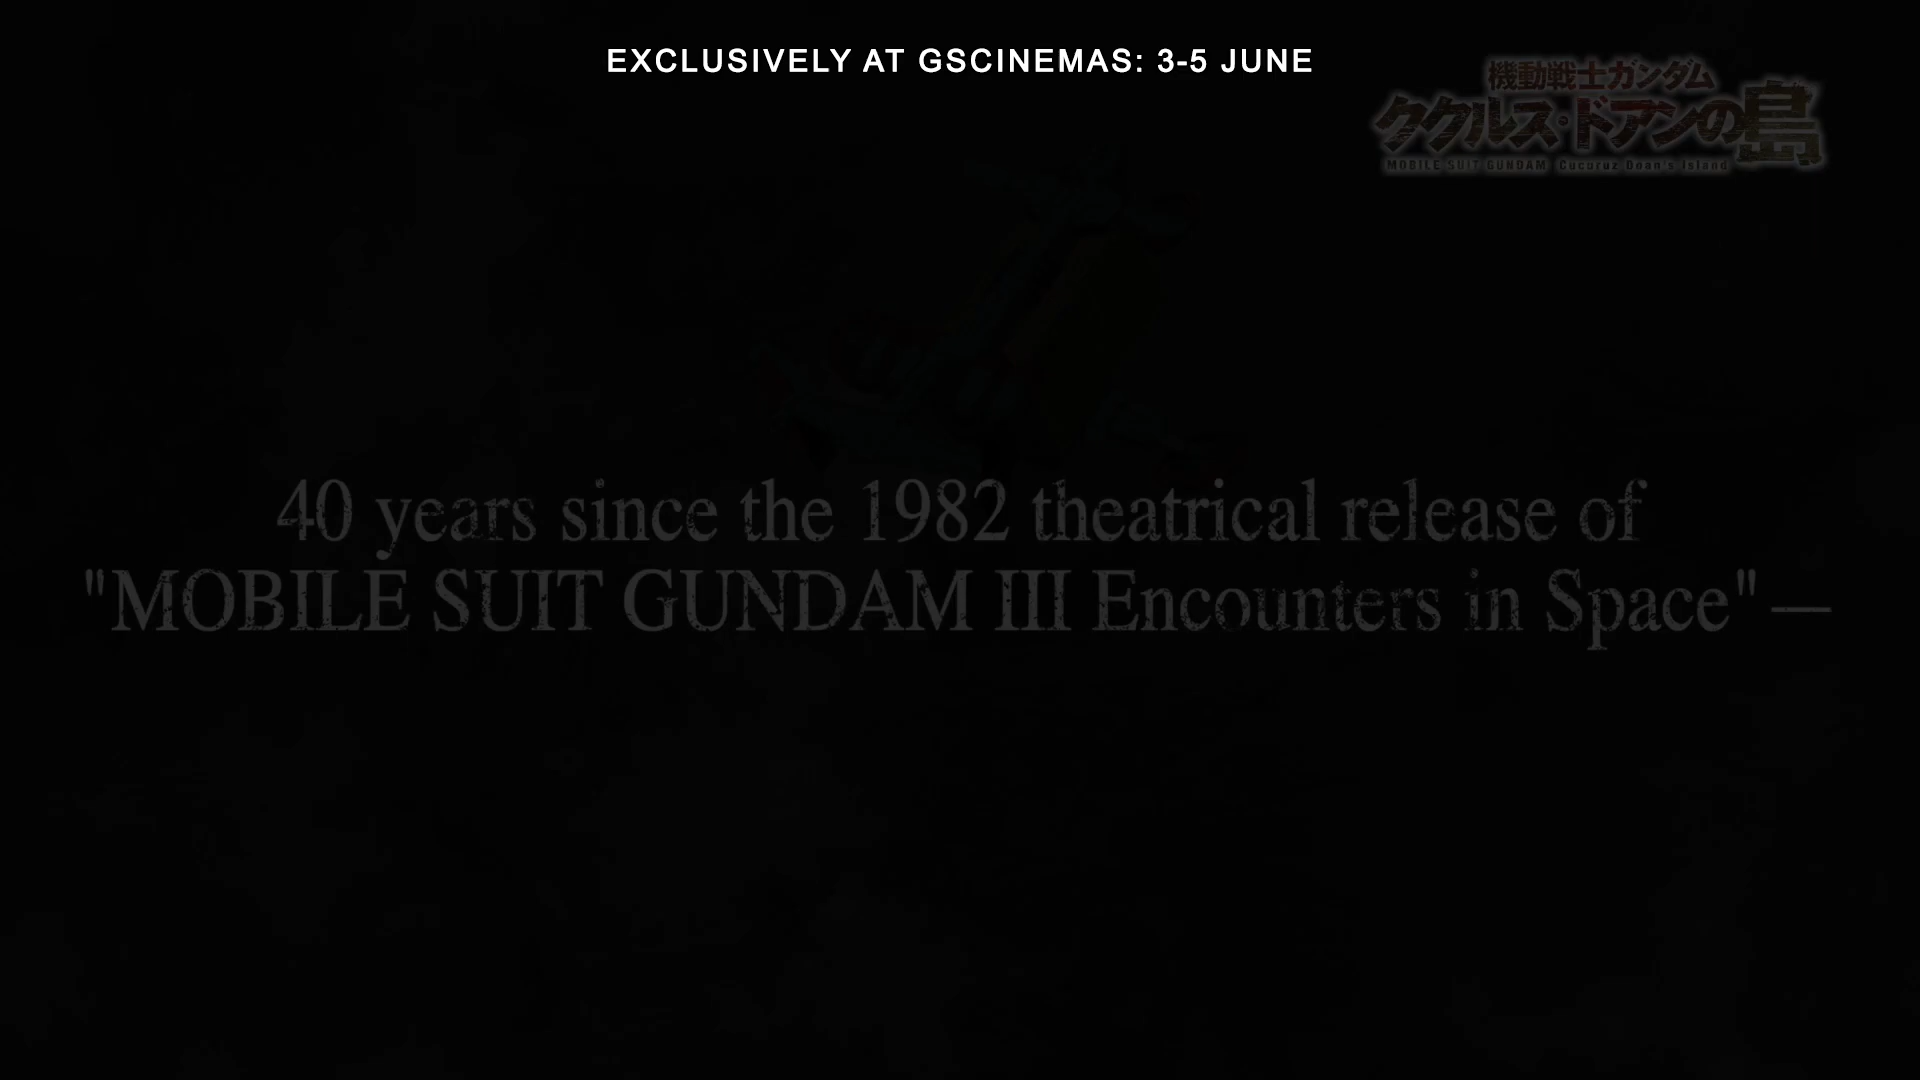 EXCLUSIVELY AT GSCINEMAS: 3-5 JUNE
機動戦士ガンダム
ククルス・ドアンの島
MOBILE SUIT GUNDAM Cucuruz Doan's Island
40 years since the 1982 theatrical release of
"MOBILE SUIT GUNDAM III Encounters in Space"—